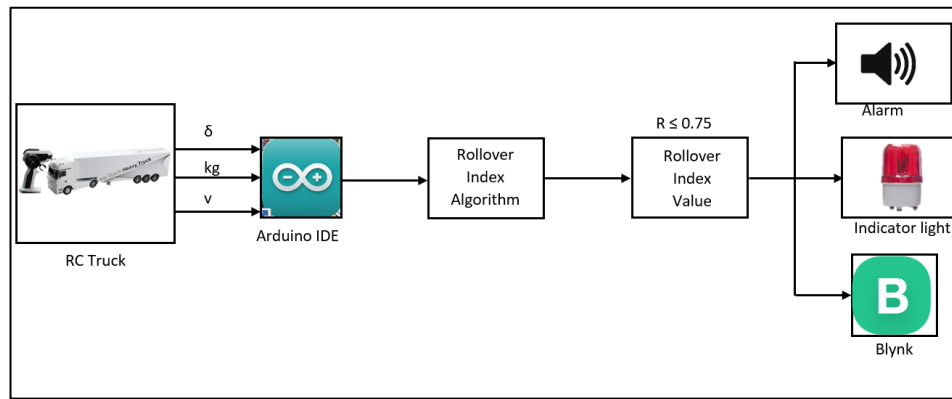 δ
kg
v
RC Truck
Arduino IDE
Rollover
Index
Algorithm
R ≤ 0.75
Rollover
Index
Value
Alarm
Indicator light
B
Blynk